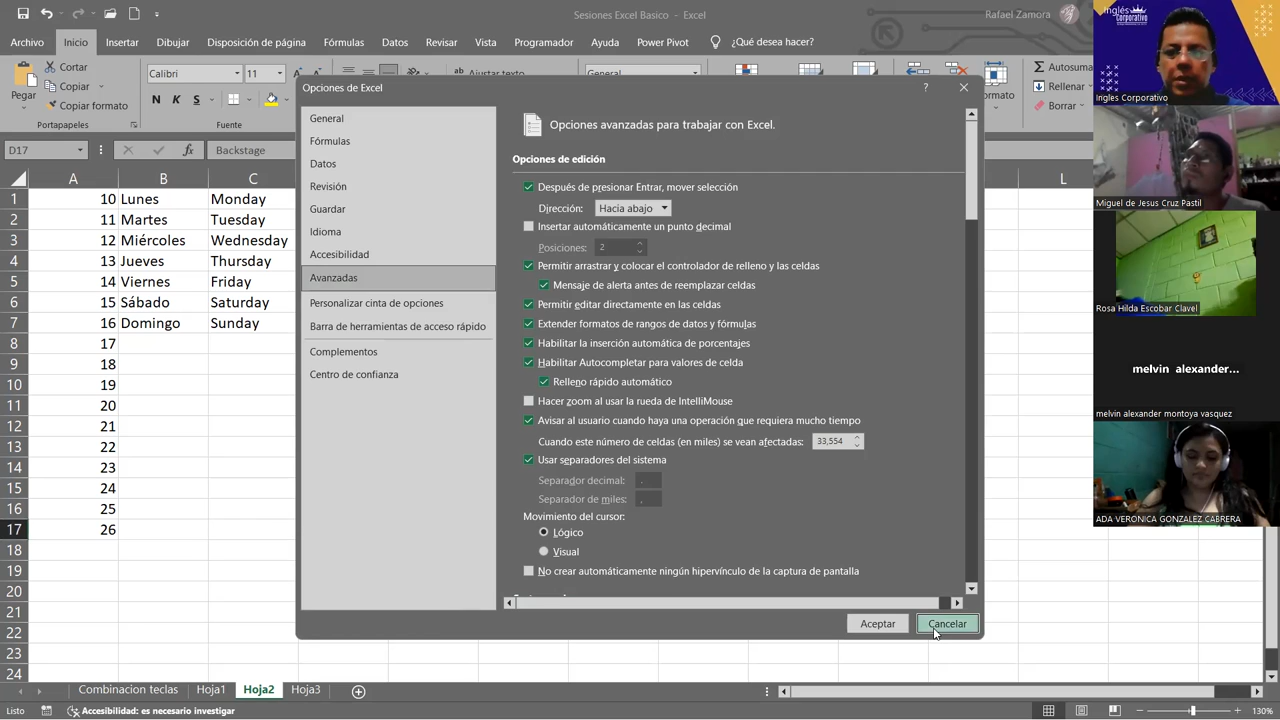 Sesiones Excel Basico - Excel
Rafael Zamora
Archivo Inicio Insertar Dibujar Disposición de página Fórmulas Datos Revisar Vista Programador Ayuda Power Pivot ¿Qué desea hacer?
Pegar
Cortar
Copiar
Copiar formato
Portapapeles
Calibri 11
N K S
Fuente
Ajustar texto
General
Formato
Autosuma
Rellenar
Borrar
D17
Backstage
A B C L
1 10 Lunes Monday
2 11 Martes Tuesday
3 12 Miércoles Wednesday
4 13 Jueves Thursday
5 14 Viernes Friday
6 15 Sábado Saturday
7 16 Domingo Sunday
8 17
9 18
10 19
11 20
12 21
13 22
14 23
15 24
16 25
17 26
18
19
20
21
22
23
24
Opciones de Excel
General
Fórmulas
Datos
Revisión
Guardar
Idioma
Accesibilidad
Avanzadas
Personalizar cinta de opciones
Barra de herramientas de acceso rápido
Complementos
Centro de confianza
Opciones avanzadas para trabajar con Excel.
Opciones de edición
Después de presionar Entrar, mover selección
Dirección: Hacia abajo
Insertar automáticamente un punto decimal
Posiciones: 2
Permitir arrastrar y colocar el controlador de relleno y las celdas
Mensaje de alerta antes de reemplazar celdas
Permitir editar directamente en las celdas
Extender formatos de rangos de datos y fórmulas
Habilitar la inserción automática de porcentajes
Habilitar Autocompletar para valores de celda
Relleno rápido automático
Hacer zoom al usar la rueda de IntelliMouse
Avisar al usuario cuando haya una operación que requiera mucho tiempo
Cuando este número de celdas (en miles) se vean afectadas: 33,554
Usar separadores del sistema
Separador decimal: .
Separador de miles: ,
Movimiento del cursor:
Lógico
Visual
No crear automáticamente ningún hipervínculo de la captura de pantalla
Aceptar Cancelar
Combinacion teclas Hoja1 Hoja2 Hoja3
Listo
Accesibilidad: es necesario investigar
130%
Inglés
Corporativo
Ingles Corporativo
Miguel de Jesus Cruz Pastil
Rosa Hilda Escobar Clavel
melvin alexander...
melvin alexander montoya vasquez
ADA VERONICA GONZALEZ CABRERA